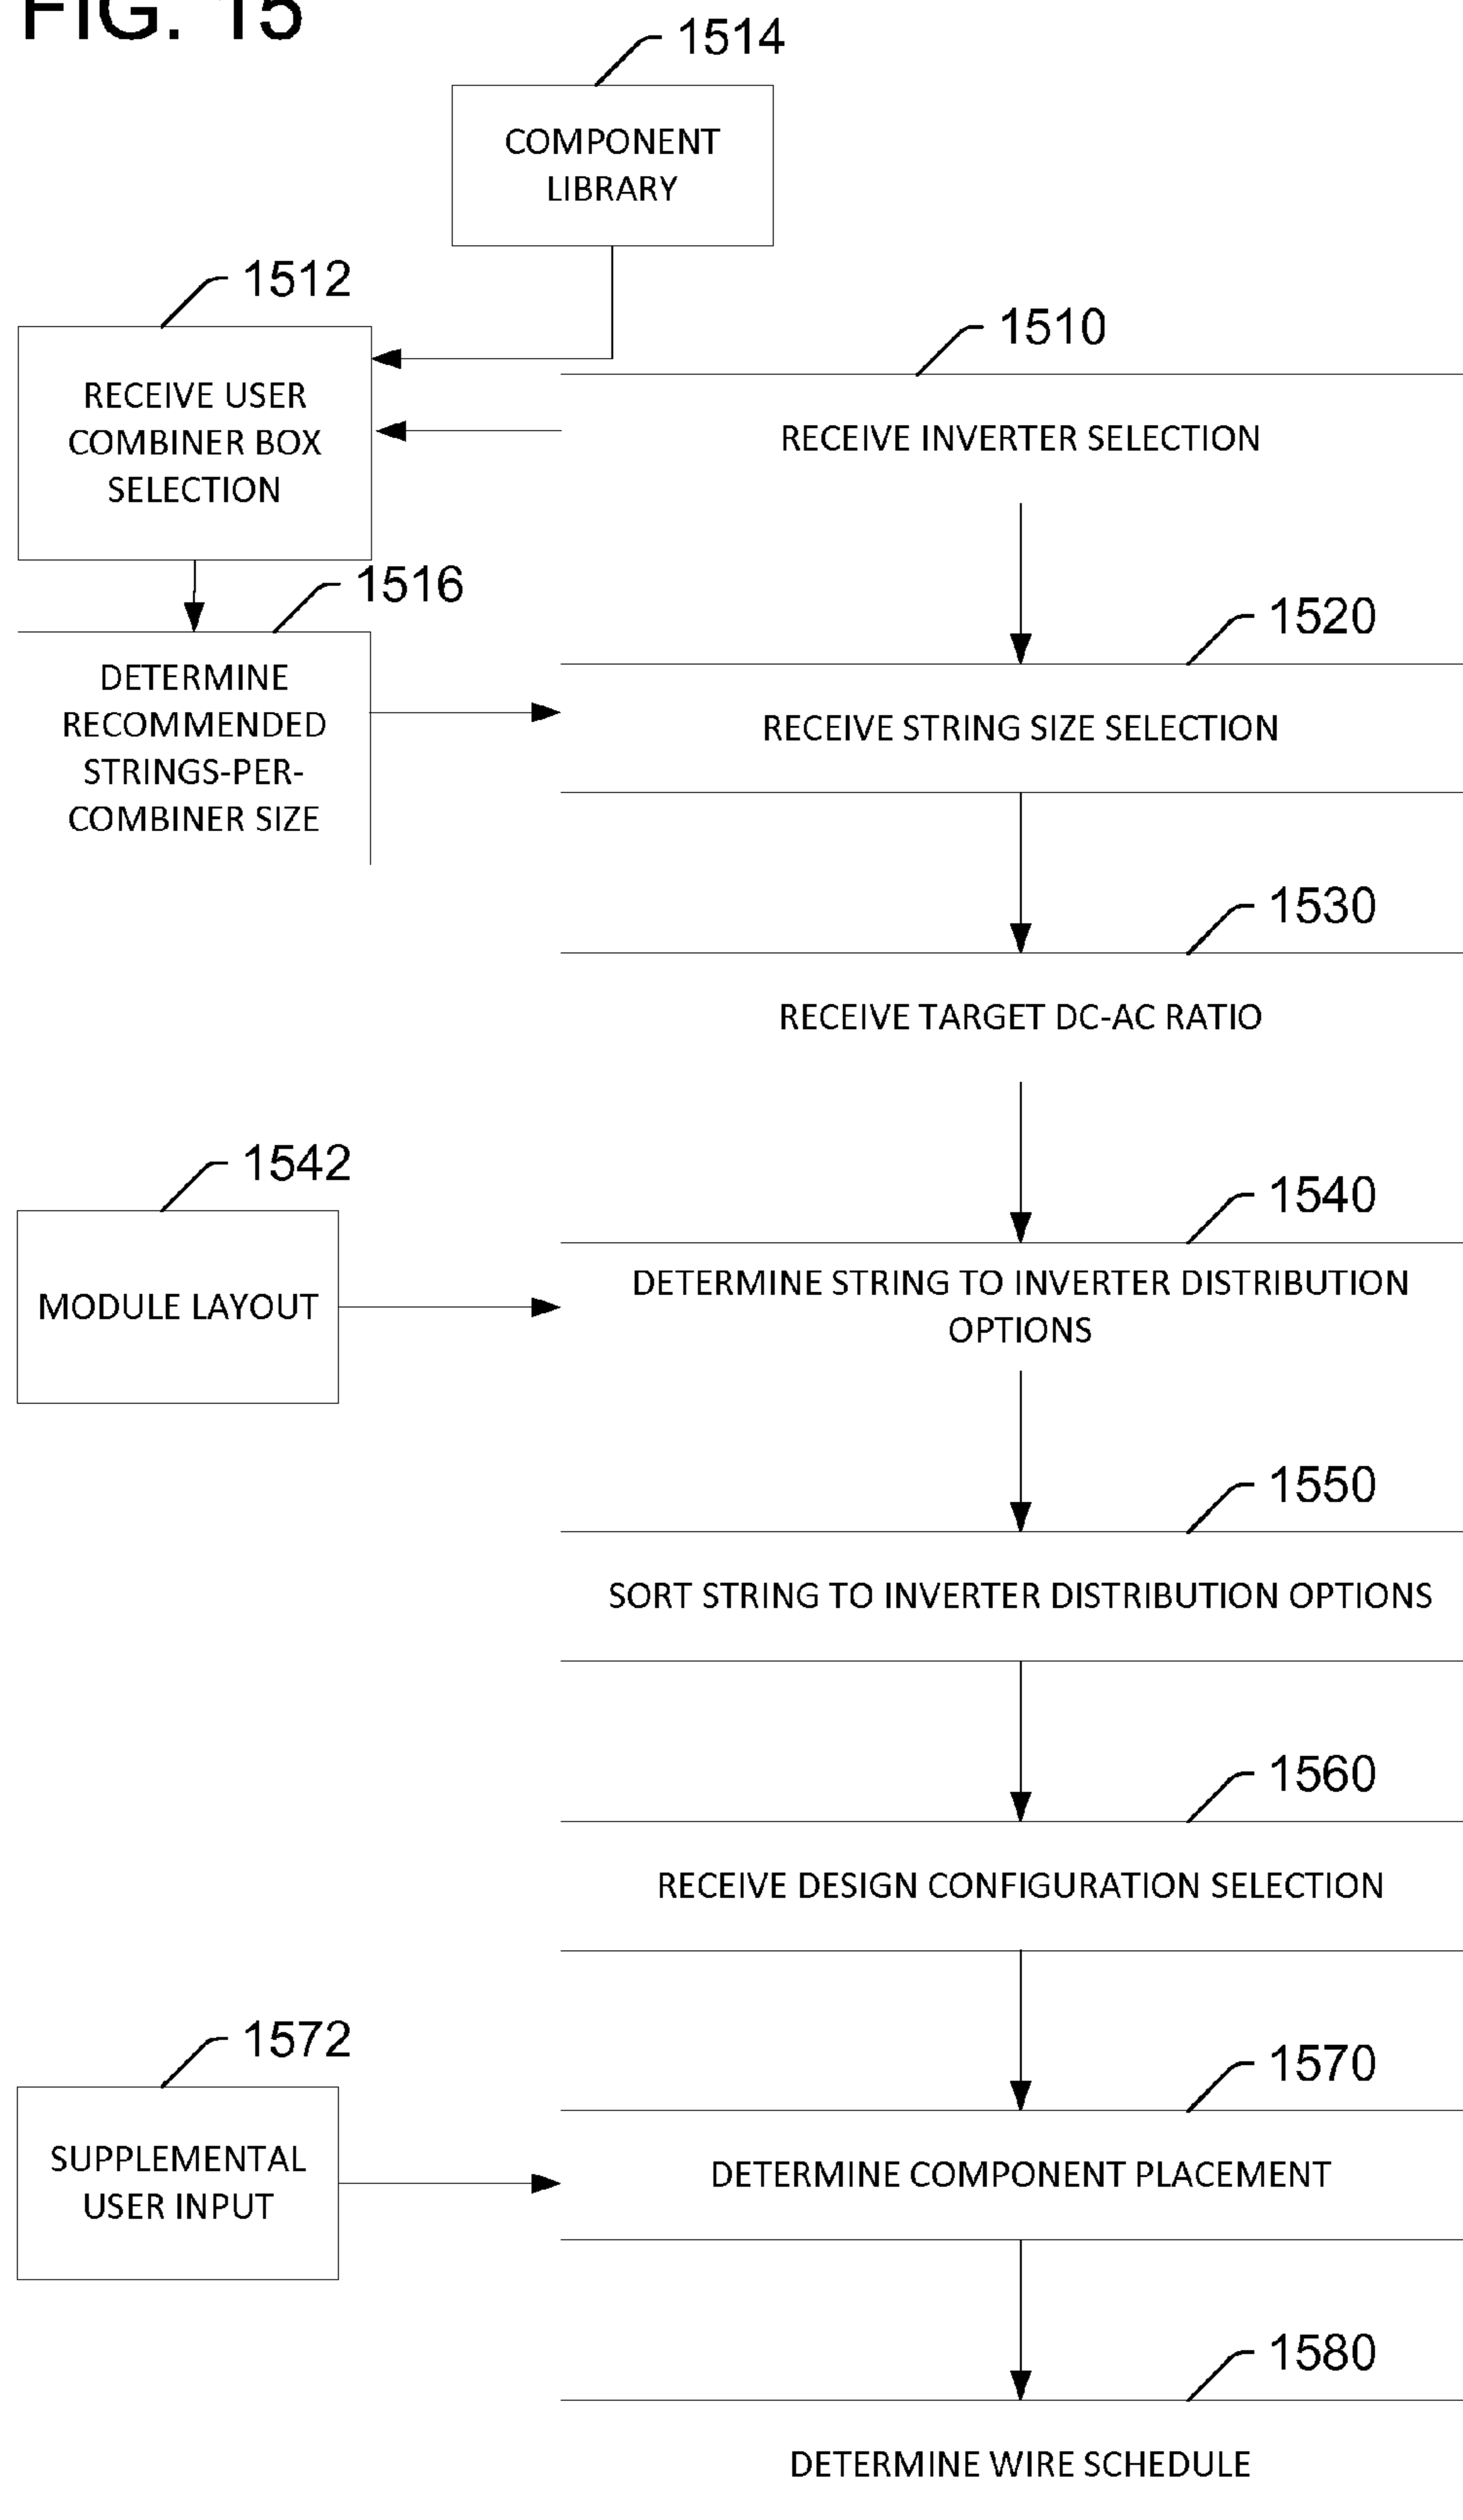 FIG. 15
1514
COMPONENT
LIBRARY
1512
RECEIVE USER
COMBINER BOX
SELECTION
1510
RECEIVE INVERTER SELECTION
1516
DETERMINE
RECOMMENDED
STRINGS-PER-
COMBINER SIZE
1520
RECEIVE STRING SIZE SELECTION
1530
RECEIVE TARGET DC-AC RATIO
1542
MODULE LAYOUT
1540
DETERMINE STRING TO INVERTER DISTRIBUTION
OPTIONS
1550
SORT STRING TO INVERTER DISTRIBUTION OPTIONS
1560
RECEIVE DESIGN CONFIGURATION SELECTION
1572
SUPPLEMENTAL
USER INPUT
1570
DETERMINE COMPONENT PLACEMENT
1580
DETERMINE WIRE SCHEDULE